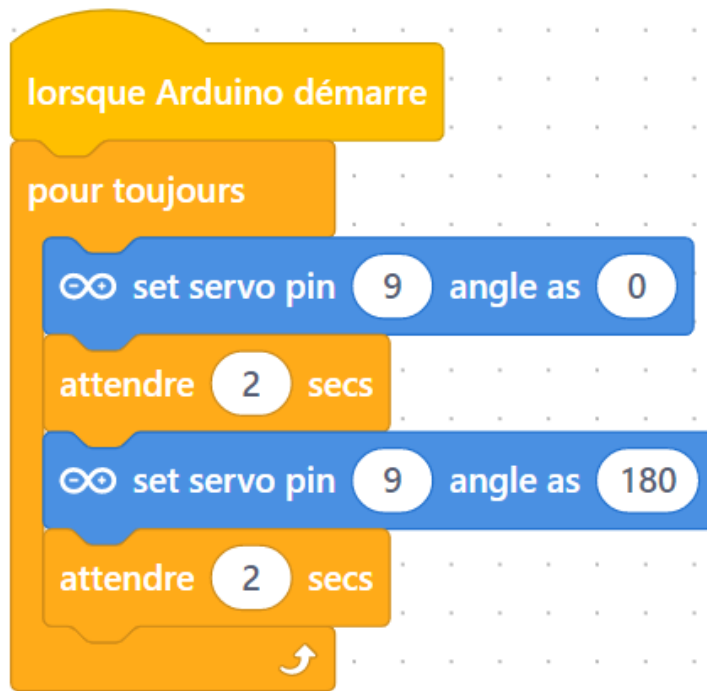 lorsque Arduino démarre
pour toujours
set servo pin 9 angle as 0
attendre 2 secs
set servo pin 9 angle as 180
attendre 2 secs